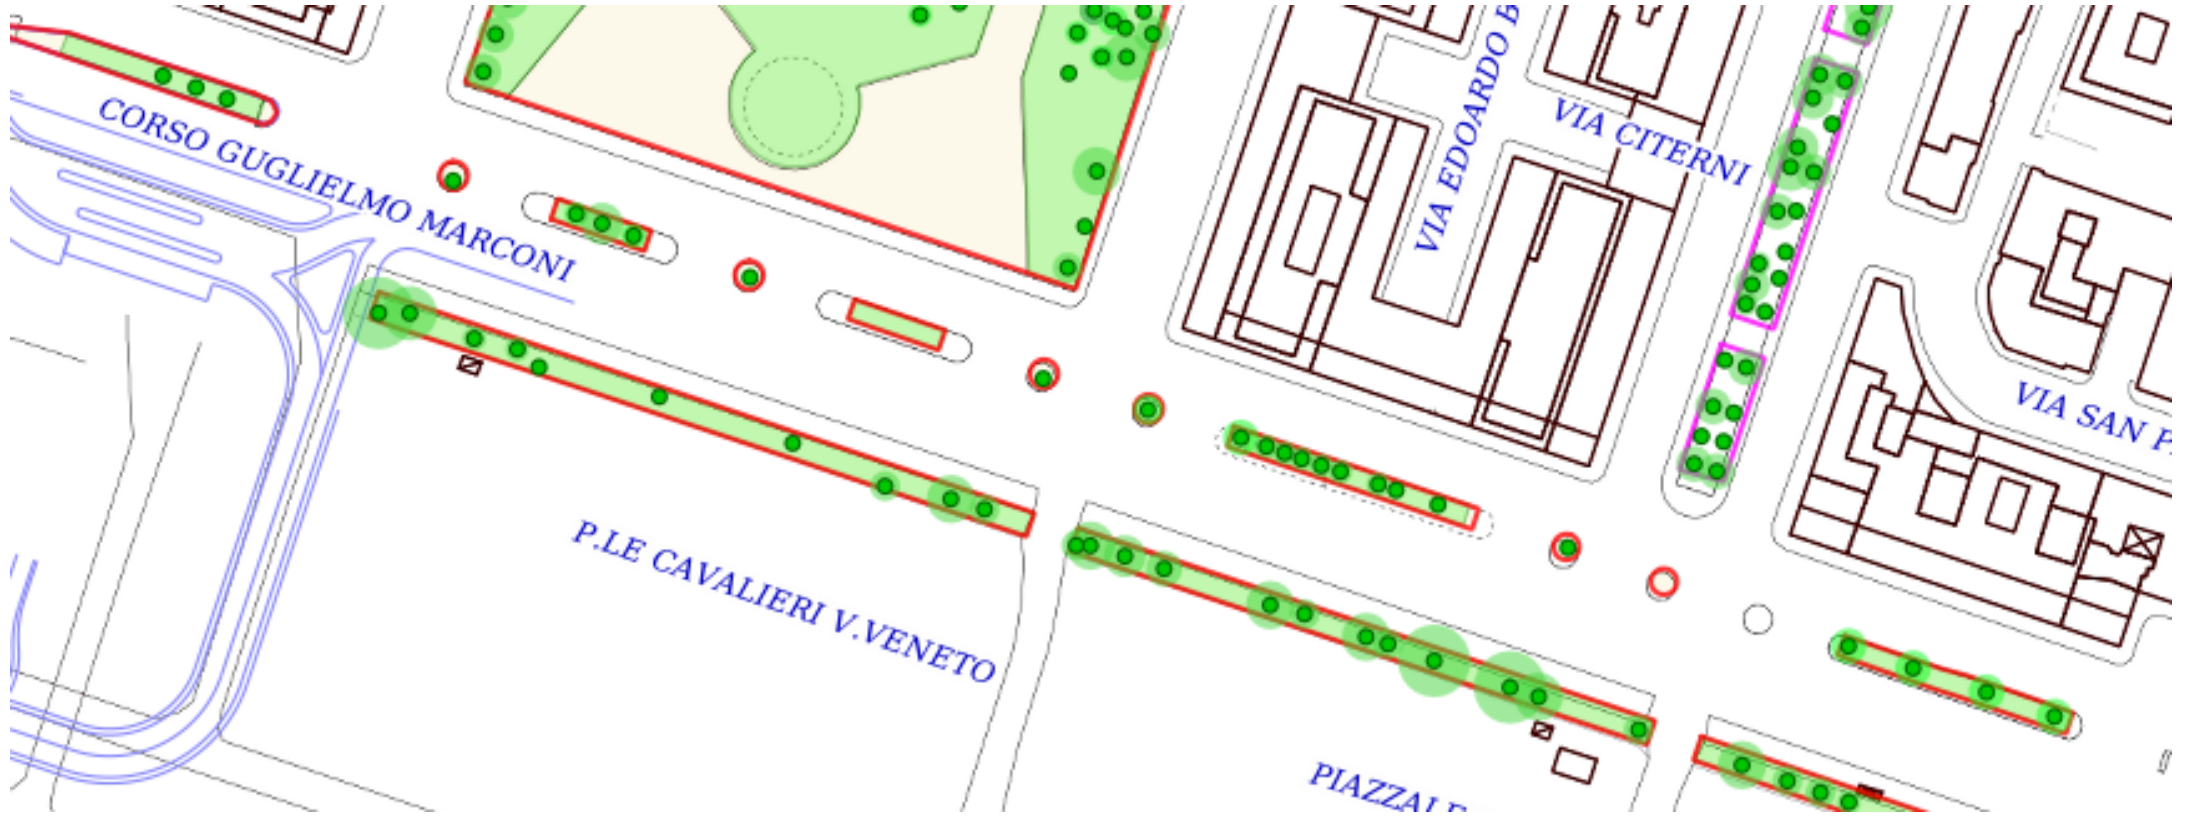 CORSO GUGLIELMO MARCONI
VIA EDOARDO B
VIA CITERNI
VIA SAN P
P.LE CAVALIERI V.VENETO
PIAZZALE